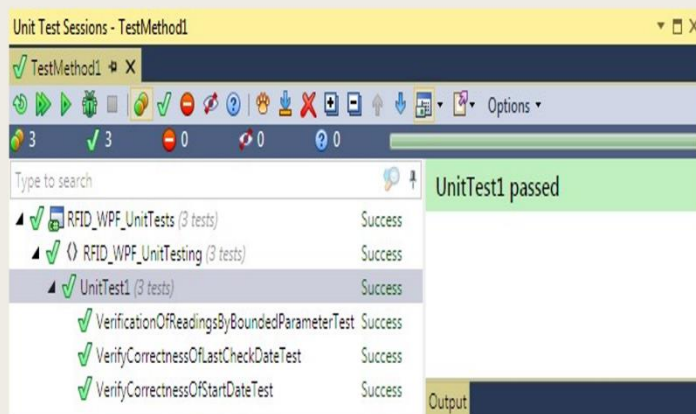 Unit Test Sessions - TestMethod1
TestMethod1
Options
3 3 0 0 0
Type to search
UnitTest1 passed
RFID_WPF_UnitTests (3 tests) Success
RFID_WPF_UnitTesting (3 tests) Success
UnitTest1 (3 tests) Success
VerificationOfReadingsByBoundedParameterTest Success
VerifyCorrectnessOfLastCheckDateTest Success
VerifyCorrectnessOfStartDateTest Success
Output